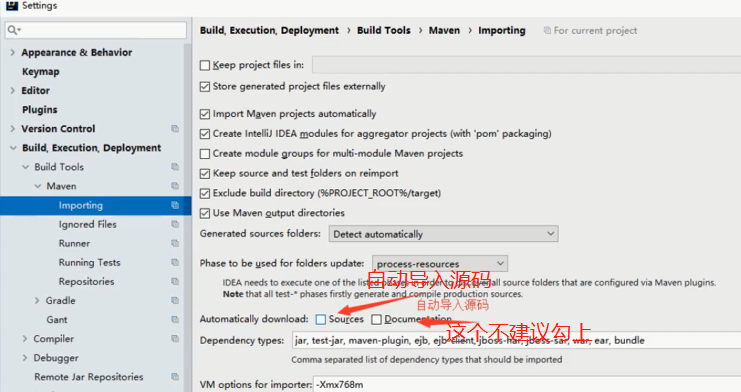 Settings
Build, Execution, Deployment › Build Tools › Maven › Importing
For current project
Appearance & Behavior
Keymap
Editor
Plugins
Version Control
Build, Execution, Deployment
Build Tools
Maven
Importing
Ignored Files
Runner
Running Tests
Repositories
Gradle
Gant
Compiler
Debugger
Remote Jar Repositories
Keep project files in:
Store generated project files externally
Import Maven projects automatically
Create IntelliJ IDEA modules for aggregator projects (with 'pom' packaging)
Create module groups for multi-module Maven projects
Keep source and test folders on reimport
Exclude build directory (%PROJECT_ROOT%/target)
Use Maven output directories
Generated sources folders: Detect automatically
Phase to be used for folders update: process-resources
自动导入源码
IDEA needs to execute one of the listed phases in order to all source folders that are configured via Maven plugins.
Note that all test-* phases firstly generate and compile production sources.
自动导入源码
Automatically download: Sources Documentation
这个不建议勾上
Dependency types: jar, test-jar, maven-plugin, ejb, ejb-client, jboss-har, jboss-sar, war, ear, bundle
Comma separated list of dependency types that should be imported
VM options for importer: -Xmx768m